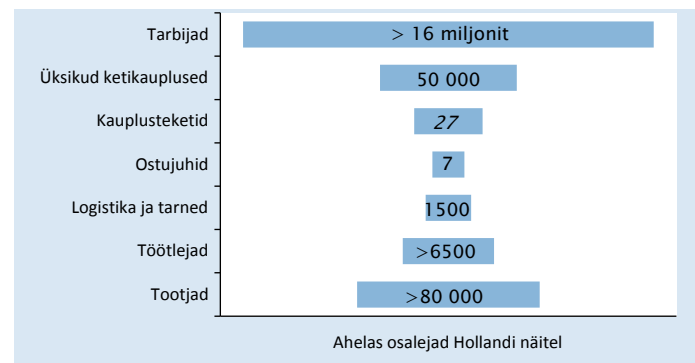 Tarbijad > 16 miljonit
Üksikud ketikauplused 50 000
Kauplusteketid 27
Ostujuhid 7
Logistika ja tarned 1500
Töötlejad >6500
Tootjad >80 000
Ahelas osalejad Hollandi näitel